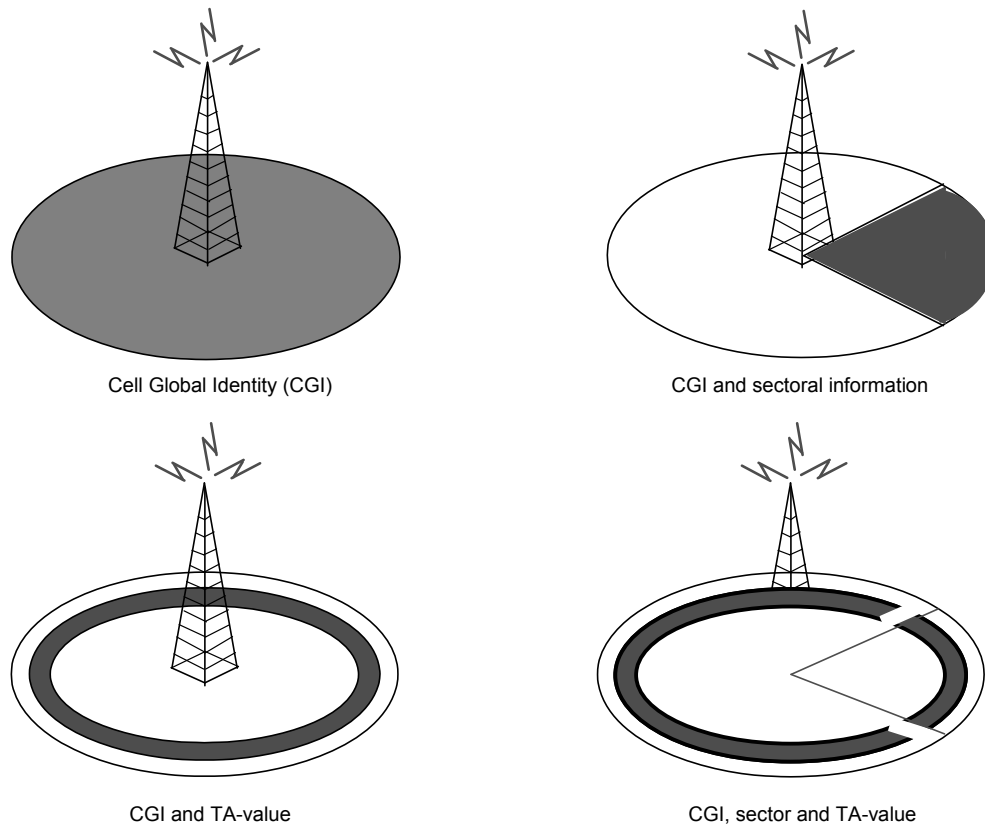 Cell Global Identity (CGI)
CGI and sectoral information
CGI and TA-value
CGI, sector and TA-value